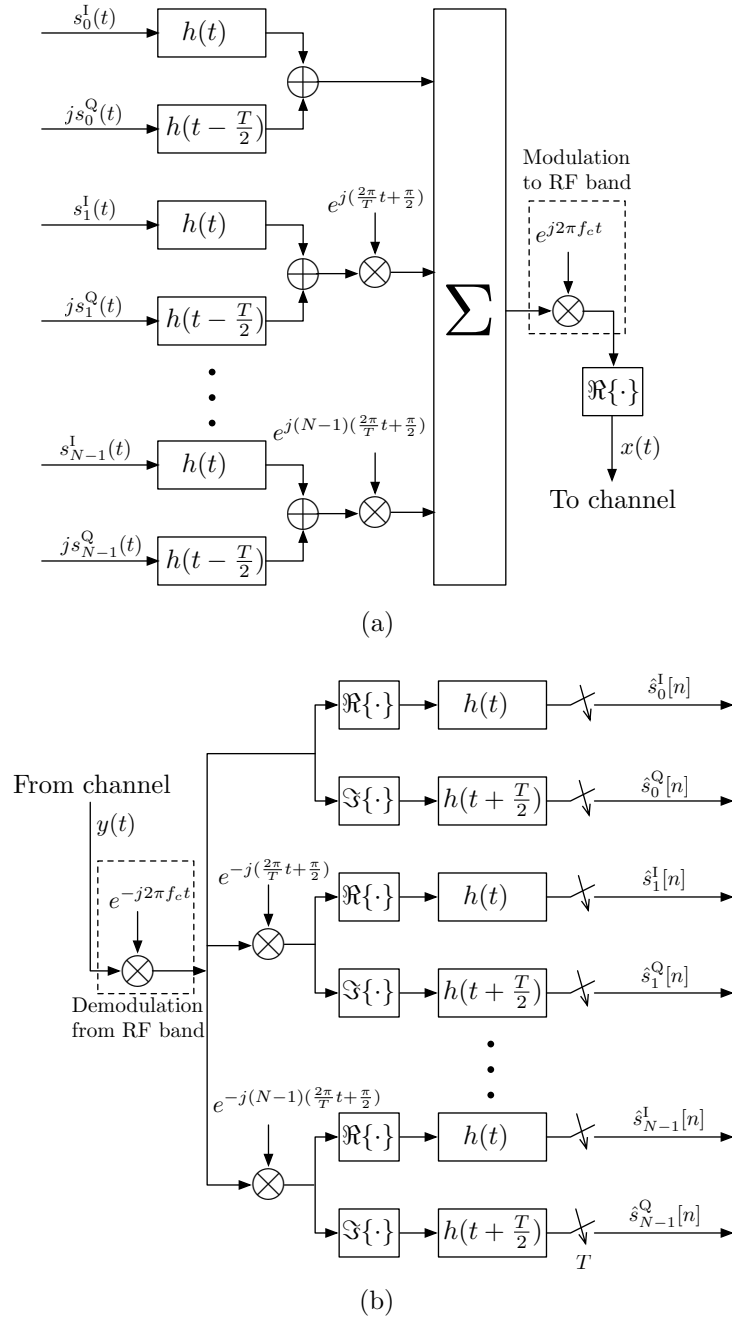 s_0^I(t)
h(t)
js_0^Q(t)
h(t − T/2)
Modulation
to RF band
s_1^I(t)
h(t)
e^{j(2π/T t+π/2)}
e^{j2πf_c t}
js_1^Q(t)
h(t − T/2)
∑
ℜ{·}
e^{j(N−1)(2π/T t+π/2)}
s_{N−1}^I(t)
h(t)
x(t)
To channel
js_{N−1}^Q(t)
h(t − T/2)
(a)
ℜ{·}
h(t)
ŝ_0^I[n]
From channel
ℑ{·}
h(t + T/2)
ŝ_0^Q[n]
y(t)
e^{−j(2π/T t+π/2)}
e^{−j2πf_c t}
ℜ{·}
h(t)
ŝ_1^I[n]
Demodulation
from RF band
ℑ{·}
h(t + T/2)
ŝ_1^Q[n]
e^{−j(N−1)(2π/T t+π/2)}
ℜ{·}
h(t)
ŝ_{N−1}^I[n]
ℑ{·}
h(t + T/2)
ŝ_{N−1}^Q[n]
T
(b)